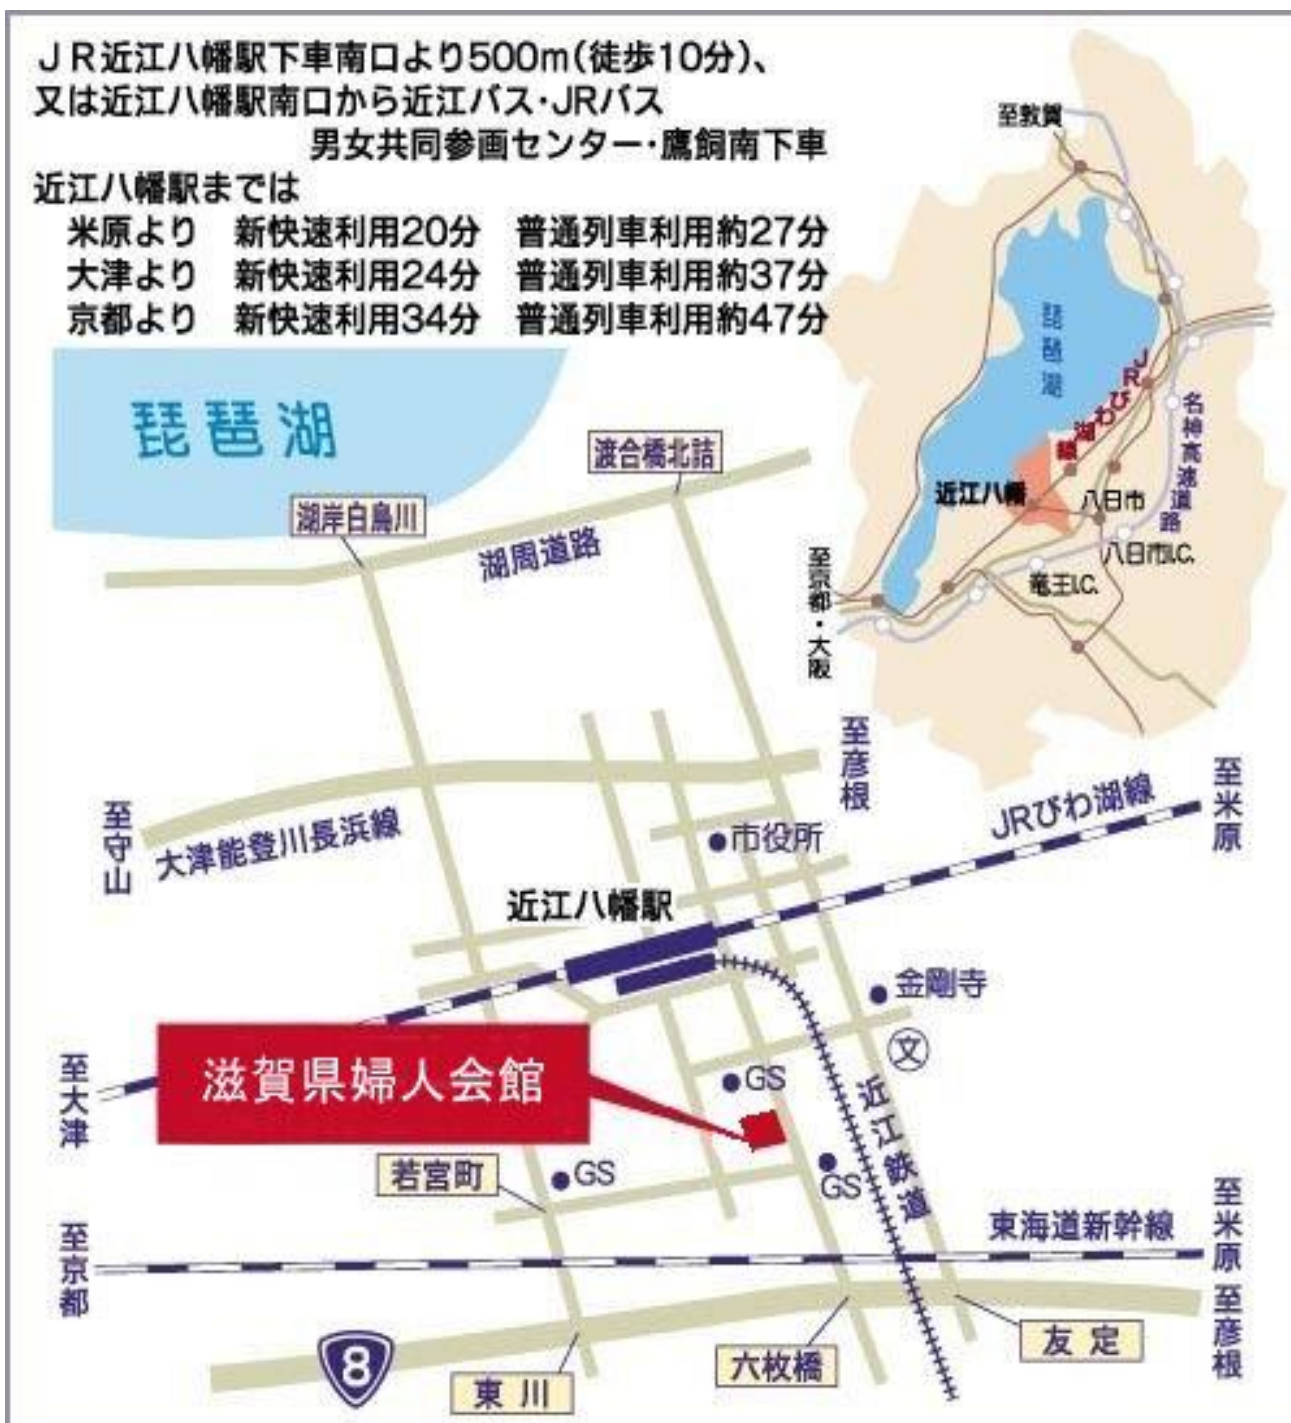 JR近江八幡駅下車南口より500m(徒歩10分)、
又は近江八幡駅南口から近江バス・JRバス
男女共同参画センター・鷹飼南下車
近江八幡駅までは
米原より 新快速利用20分 普通列車利用約27分
大津より 新快速利用24分 普通列車利用約37分
京都より 新快速利用34分 普通列車利用約47分
至敦賀
琵琶湖
JRびわ湖線
名神高速道路
近江八幡
八日市
八日市I.C.
竜王I.C.
至京都・大阪
琵琶湖
渡合橋北詰
湖岸白鳥川
湖周道路
至彦根
至米原
JRびわ湖線
至守山
大津能登川長浜線
市役所
近江八幡駅
金剛寺
文
至大津
滋賀県婦人会館
GS
近江鉄道
若宮町
GS
GS
東海道新幹線
至米原
至京都
至彦根
8
東川
六枚橋
友定